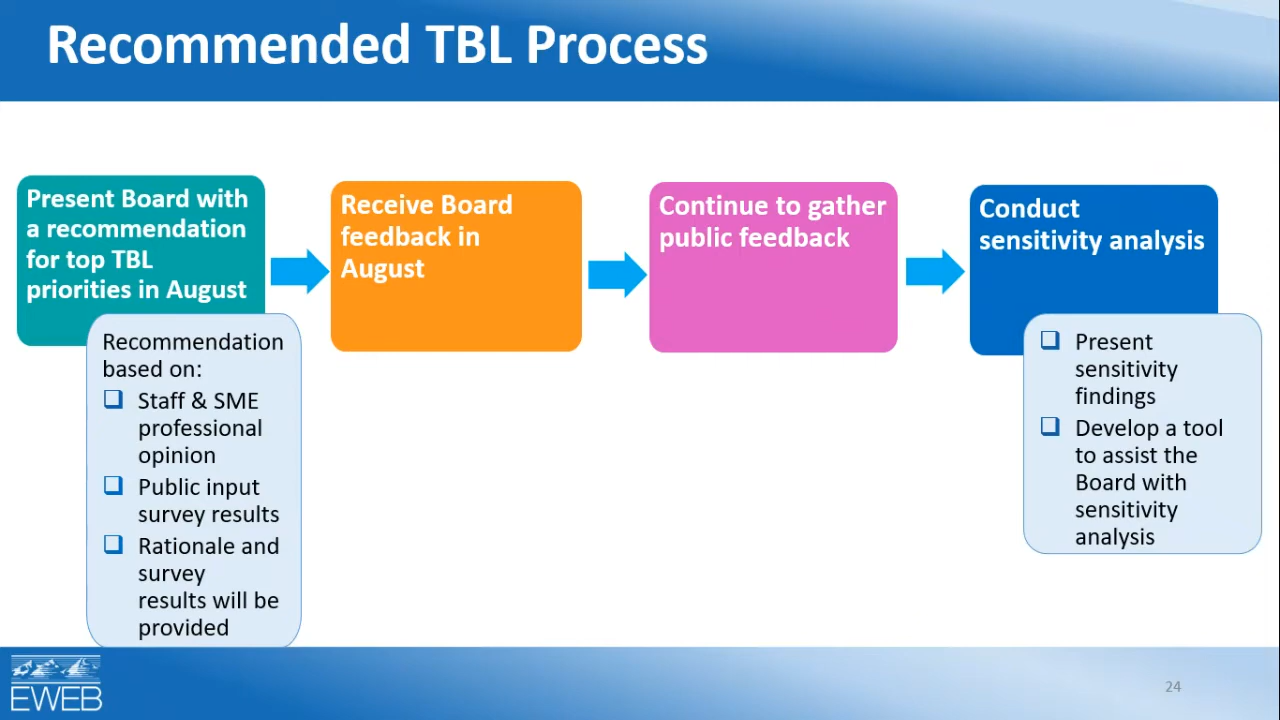 Recommended TBL Process
Present Board with
a recommendation
for top TBL
priorities in August
Recommendation
based on:
Staff & SME
professional
opinion
Public input
survey results
Rationale and
survey
results will be
provided
Receive Board
feedback in
August
Continue to gather
public feedback
Conduct
sensitivity analysis
Present
sensitivity
findings
Develop a tool
to assist the
Board with
sensitivity
analysis
EWEB
24